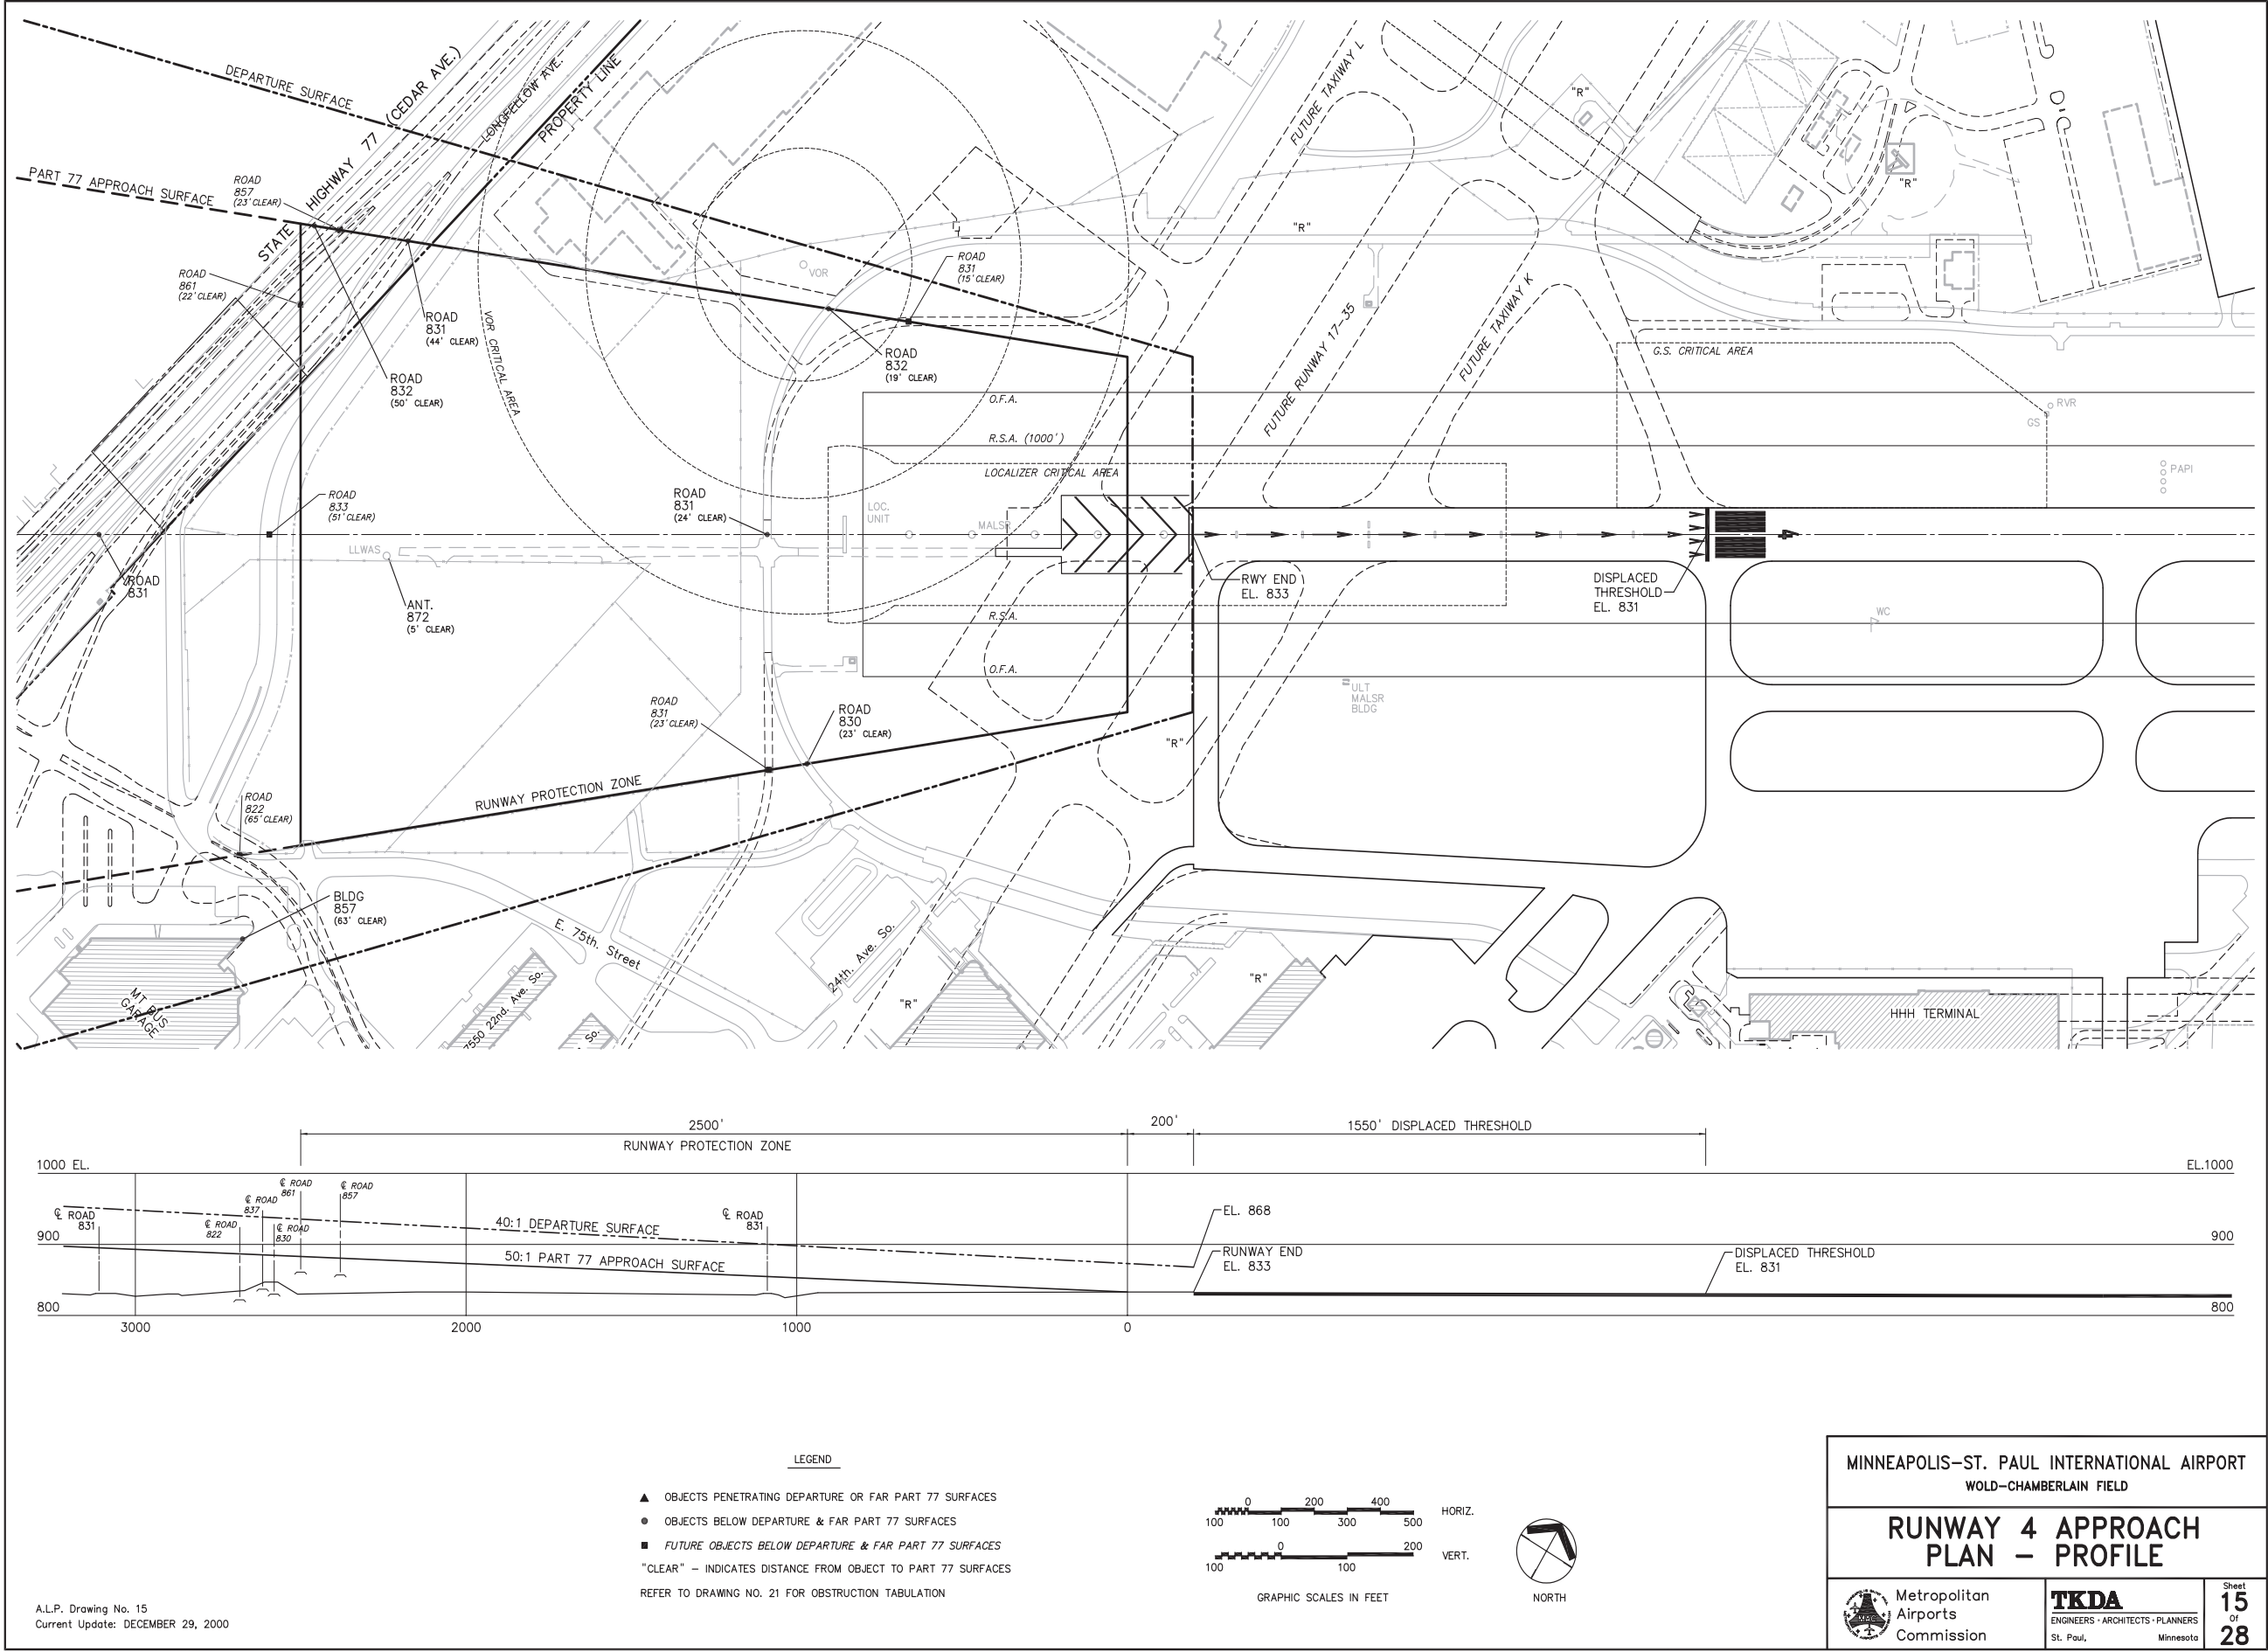 DEPARTURE SURFACE
PART 77 APPROACH SURFACE
STATE HIGHWAY 77 (CEDAR AVE.)
LONGFELLOW AVE.
PROPERTY LINE
ROAD
857
(23' CLEAR)
ROAD
861
(22' CLEAR)
ROAD
831
(44' CLEAR)
ROAD
832
(50' CLEAR)
VOR CRITICAL AREA
VOR
ROAD
831
(15' CLEAR)
ROAD
832
(19' CLEAR)
FUTURE TAXIWAY L
FUTURE RUNWAY 17-35
FUTURE TAXIWAY K
"R"
"R"
"R"
G.S. CRITICAL AREA
RVR
GS
PAPI
O.F.A.
R.S.A. (1000')
LOCALIZER CRITICAL AREA
ROAD
833
(51' CLEAR)
ROAD
831
(24' CLEAR)
LOC.
UNIT
MALSR
LLWAS
ROAD
831
ANT.
872
(5' CLEAR)
RWY END
EL. 833
DISPLACED
THRESHOLD
EL. 831
4
WC
R.S.A.
O.F.A.
ULT
MALSR
BLDG
ROAD
831
(23' CLEAR)
ROAD
830
(23' CLEAR)
"R"
RUNWAY PROTECTION ZONE
ROAD
822
(65' CLEAR)
BLDG
857
(63' CLEAR)
MT BUS
GARAGE
E. 75th. Street
7550 22nd. Ave. So.
So.
24th. Ave. So.
"R"
"R"
HHH TERMINAL
2500'
RUNWAY PROTECTION ZONE
200'
1550' DISPLACED THRESHOLD
1000 EL.
EL.1000
℄ ROAD
831
℄ ROAD
822
℄ ROAD
837
℄ ROAD
861
℄ ROAD
830
℄ ROAD
857
℄ ROAD
831
40:1 DEPARTURE SURFACE
50:1 PART 77 APPROACH SURFACE
EL. 868
RUNWAY END
EL. 833
DISPLACED THRESHOLD
EL. 831
900
900
800
800
3000
2000
1000
0
LEGEND
OBJECTS PENETRATING DEPARTURE OR FAR PART 77 SURFACES
OBJECTS BELOW DEPARTURE & FAR PART 77 SURFACES
FUTURE OBJECTS BELOW DEPARTURE & FAR PART 77 SURFACES
"CLEAR" – INDICATES DISTANCE FROM OBJECT TO PART 77 SURFACES
REFER TO DRAWING NO. 21 FOR OBSTRUCTION TABULATION
0 200 400
100 100 300 500
HORIZ.
0 200
100 100
VERT.
GRAPHIC SCALES IN FEET
NORTH
A.L.P. Drawing No. 15
Current Update: DECEMBER 29, 2000
MINNEAPOLIS–ST. PAUL INTERNATIONAL AIRPORT
WOLD–CHAMBERLAIN FIELD
RUNWAY 4 APPROACH
PLAN – PROFILE
MAC
Metropolitan
Airports
Commission
TKDA
ENGINEERS · ARCHITECTS · PLANNERS
St. Paul, Minnesota
Sheet
15
Of
28